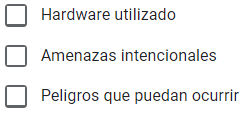 Hardware utilizado
Amenazas intencionales
Peligros que puedan ocurrir